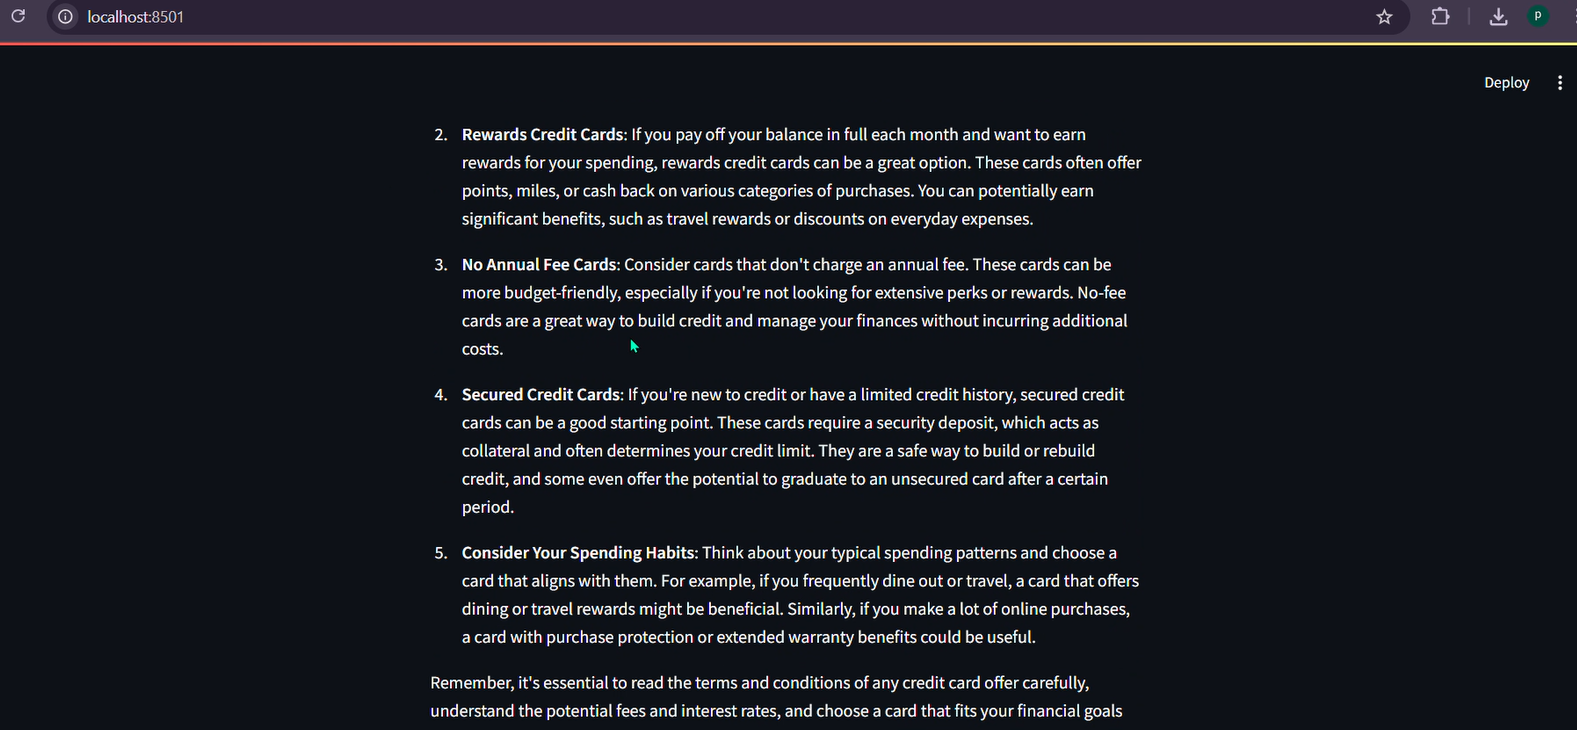 localhost:8501
P
Deploy
2. Rewards Credit Cards: If you pay off your balance in full each month and want to earn
rewards for your spending, rewards credit cards can be a great option. These cards often offer
points, miles, or cash back on various categories of purchases. You can potentially earn
significant benefits, such as travel rewards or discounts on everyday expenses.
3. No Annual Fee Cards: Consider cards that don't charge an annual fee. These cards can be
more budget-friendly, especially if you're not looking for extensive perks or rewards. No-fee
cards are a great way to build credit and manage your finances without incurring additional
costs.
4. Secured Credit Cards: If you're new to credit or have a limited credit history, secured credit
cards can be a good starting point. These cards require a security deposit, which acts as
collateral and often determines your credit limit. They are a safe way to build or rebuild
credit, and some even offer the potential to graduate to an unsecured card after a certain
period.
5. Consider Your Spending Habits: Think about your typical spending patterns and choose a
card that aligns with them. For example, if you frequently dine out or travel, a card that offers
dining or travel rewards might be beneficial. Similarly, if you make a lot of online purchases,
a card with purchase protection or extended warranty benefits could be useful.
Remember, it's essential to read the terms and conditions of any credit card offer carefully,
understand the potential fees and interest rates, and choose a card that fits your financial goals